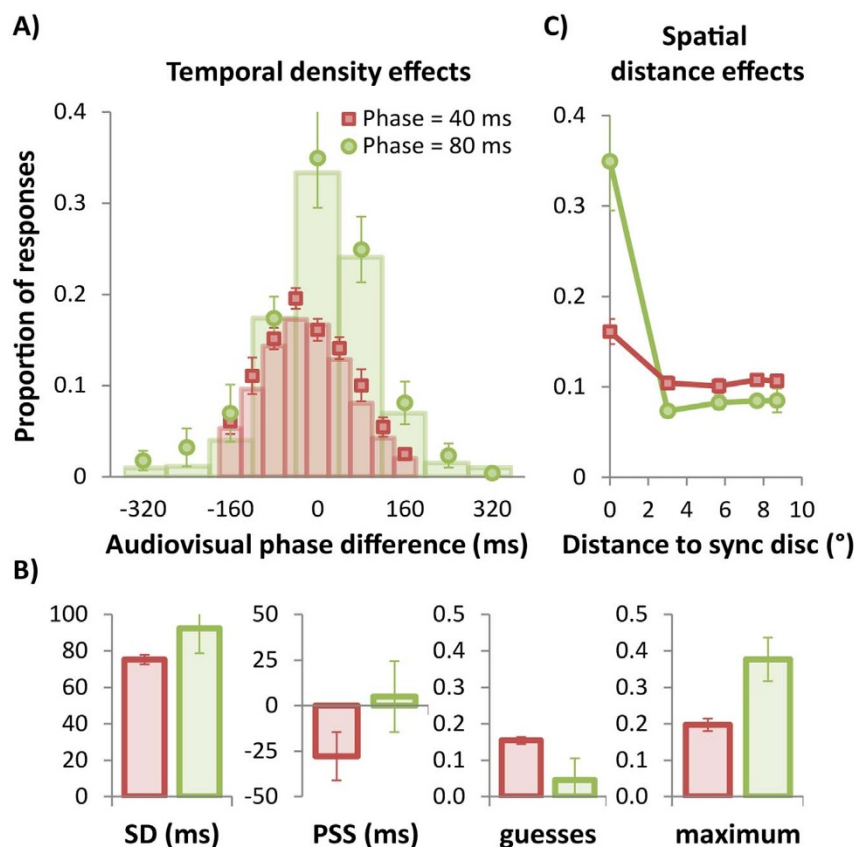 A)
Temporal density effects
Phase = 40 ms
Phase = 80 ms
0.4
0.3
0.2
0.1
0
Proportion of responses
-320 -160 0 160 320
Audiovisual phase difference (ms)
C)
Spatial
distance effects
0.4
0.3
0.2
0.1
0
0 2 4 6 8 10
Distance to sync disc (°)
B)
100
80
60
40
20
0
SD (ms)
50
25
0
-25
-50
PSS (ms)
0.5
0.4
0.3
0.2
0.1
0.0
guesses
0.5
0.4
0.3
0.2
0.1
0.0
maximum